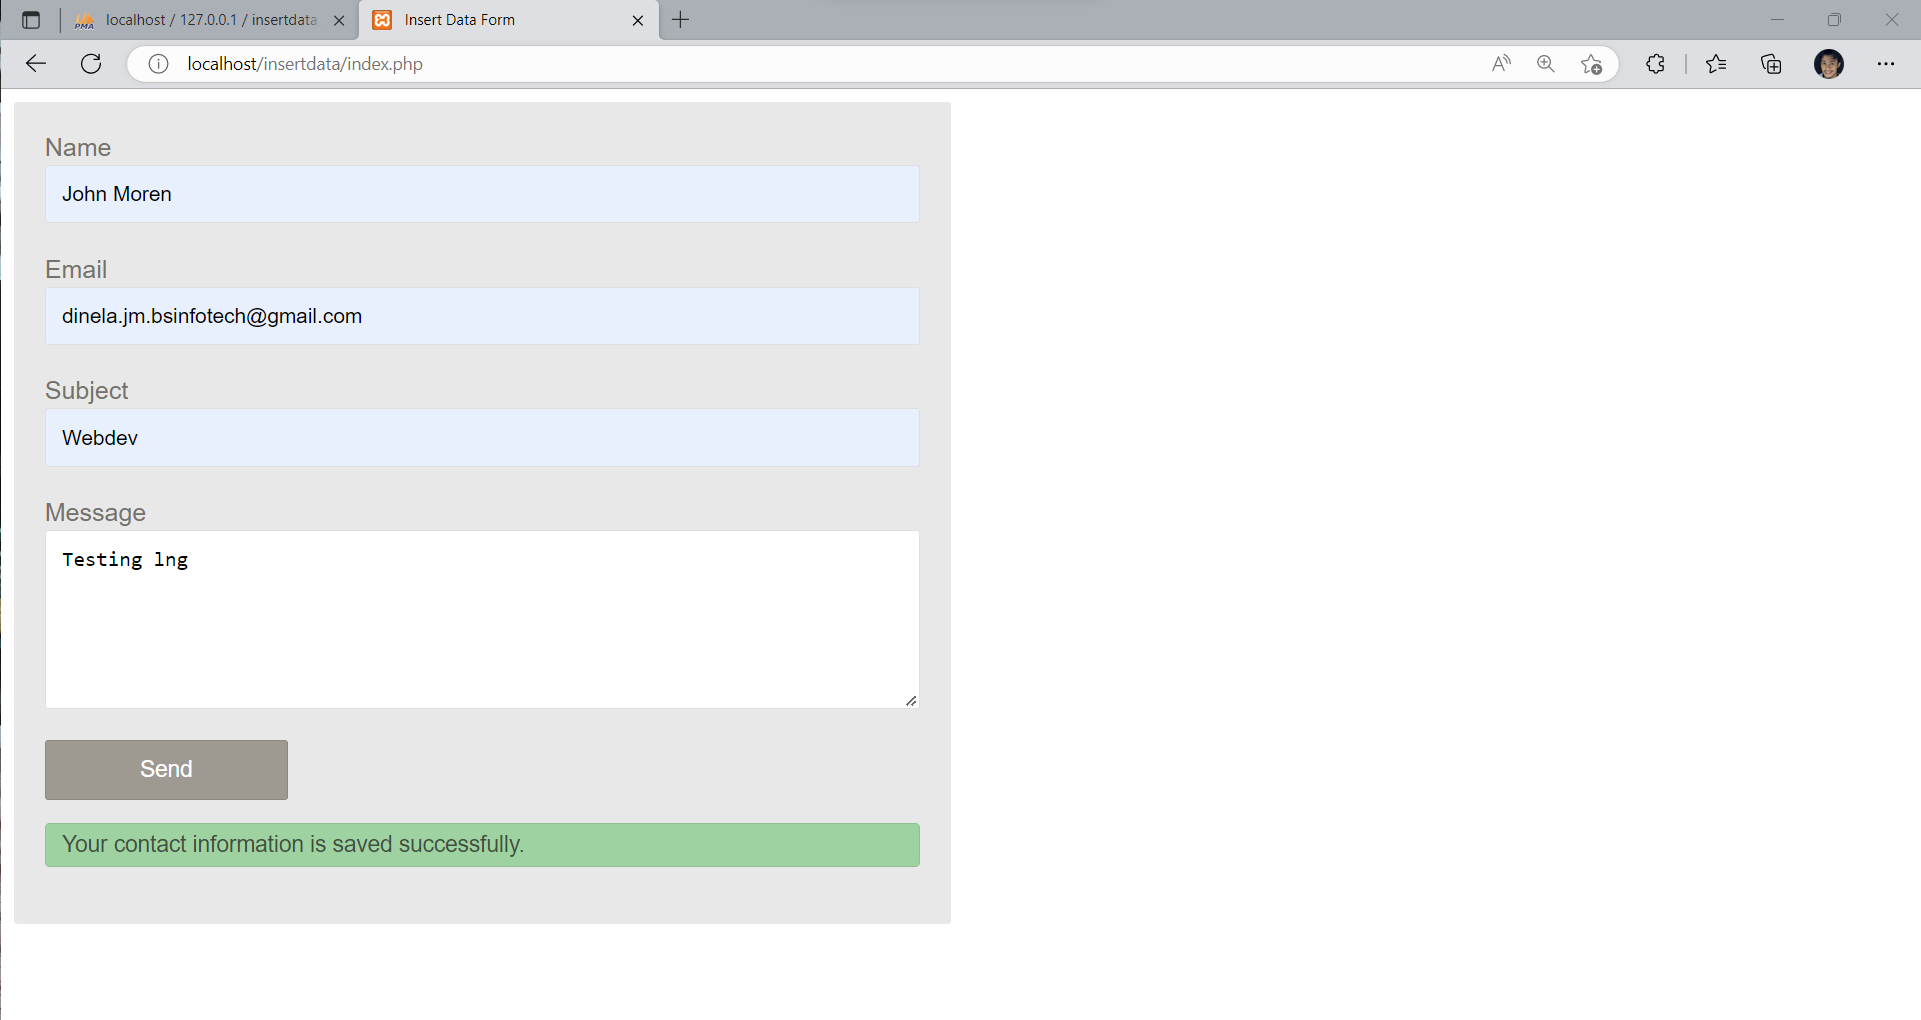 localhost / 127.0.0.1 / insertdata
Insert Data Form
localhost/insertdata/index.php
Name
John Moren
Email
dinela.jm.bsinfotech@gmail.com
Subject
Webdev
Message
Testing lng
Send
Your contact information is saved successfully.